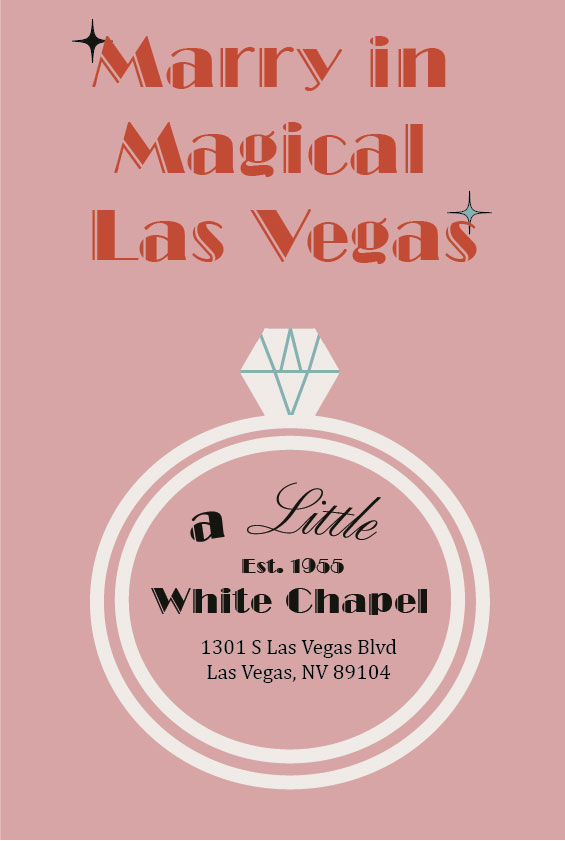 Marry in
Magical
Las Vegas
a Little
Est. 1955
White Chapel
1301 S Las Vegas Blvd
Las Vegas, NV 89104